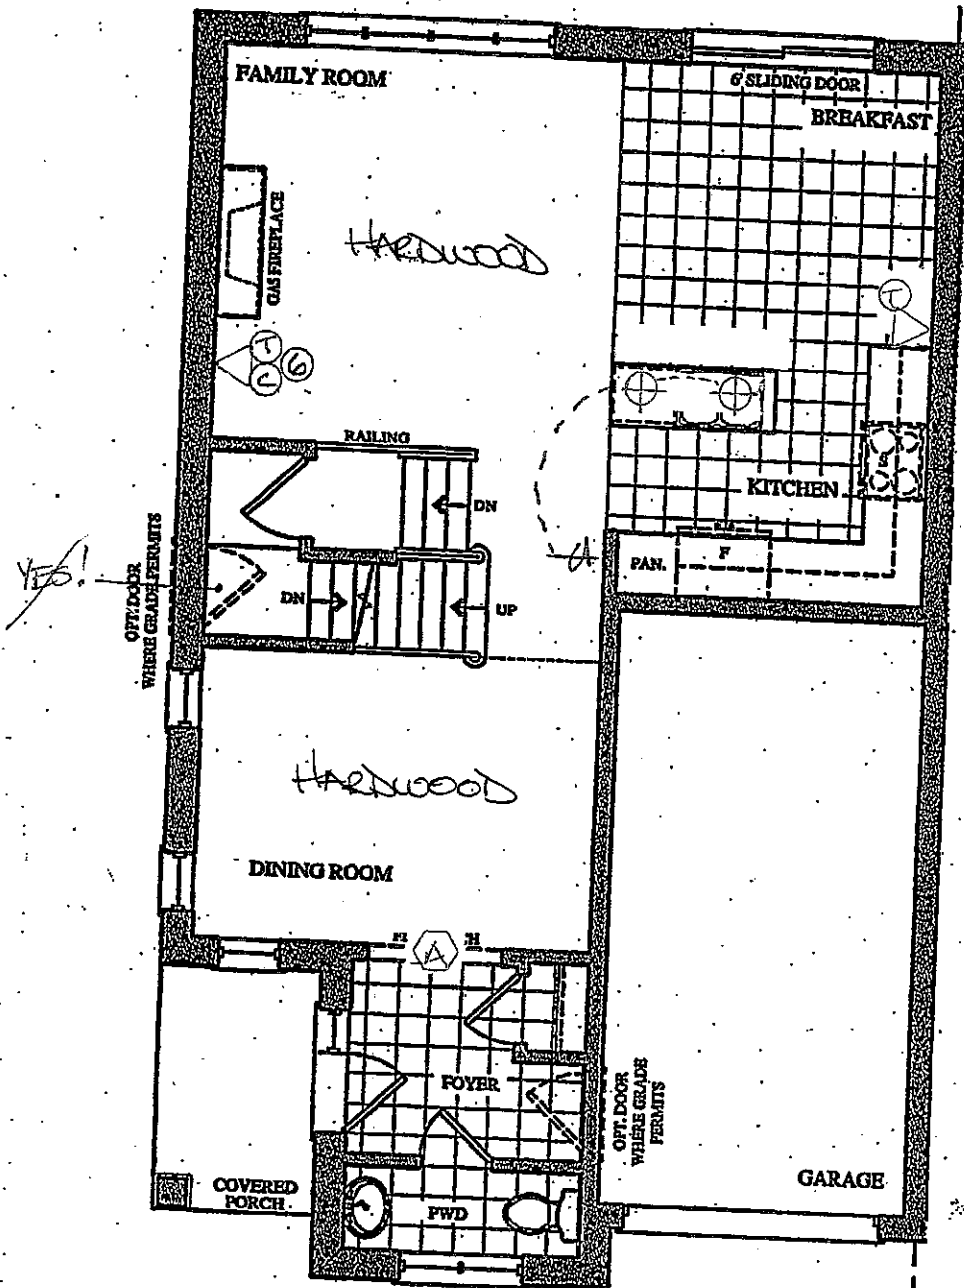 FAMILY ROOM
6' SLIDING DOOR
BREAKFAST
GAS FIREPLACE
HARDWOOD
T
T
C
6
RAILING
DN
KITCHEN
YES!
OPT. DOOR
WHERE GRADE PERMITS
DN
UP
PAN.
F
HARDWOOD
DINING ROOM
A
FOYER
OPT. DOOR
WHERE GRADE
PERMITS
GARAGE
COVERED
PORCH
PWD